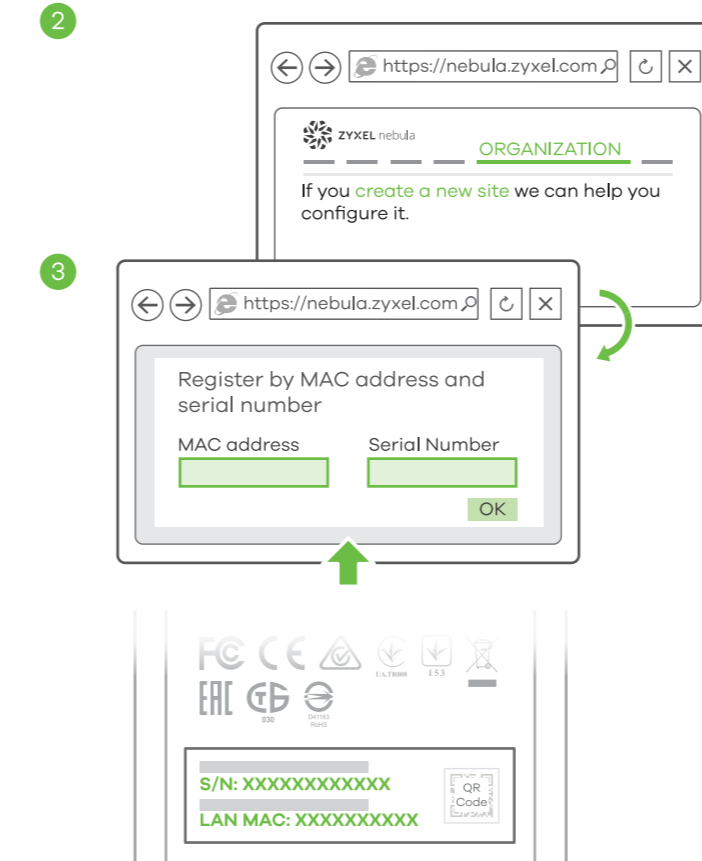 2
https://nebula.zyxel.com
ZYXEL nebula
ORGANIZATION
If you create a new site we can help you
configure it.
3
https://nebula.zyxel.com
Register by MAC address and
serial number
MAC address Serial Number
OK
FC CE
UA.TR008 153
EAC
030 D41163
RoHS
S/N: XXXXXXXXXXXX
QR
Code
LAN MAC: XXXXXXXXXX